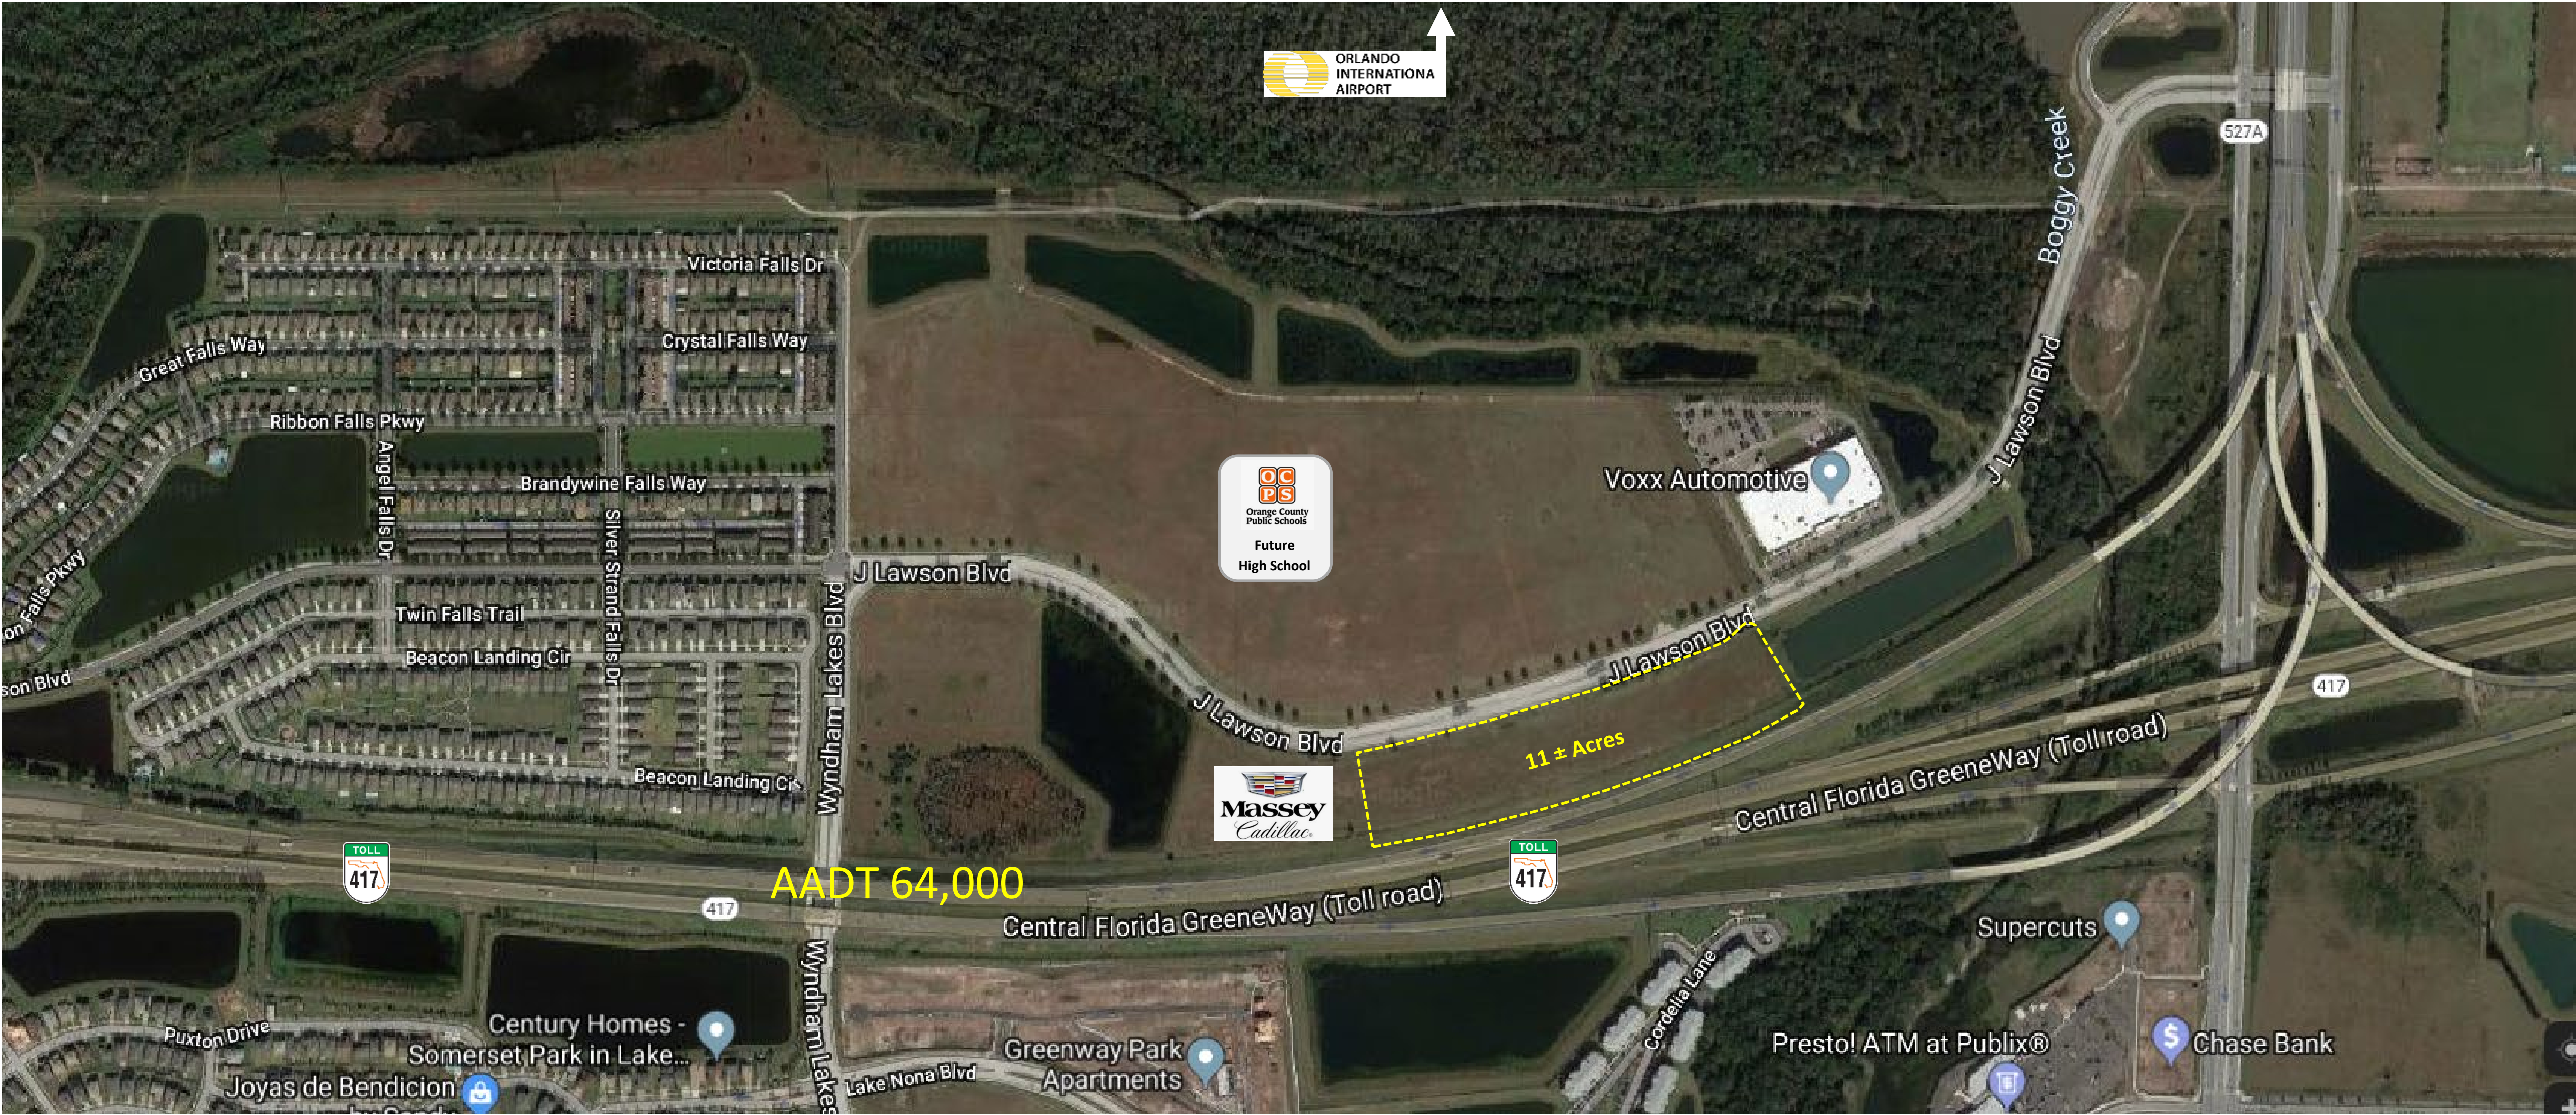 ORLANDO
INTERNATIONA
AIRPORT
527A
Boggy Creek
Victoria Falls Dr
Crystal Falls Way
Great Falls Way
Ribbon Falls Pkwy
Angel Falls Dr
Brandywine Falls Way
Silver Strand Falls Dr
on Falls Pkwy
OC
PS
Orange County
Public Schools
Future
High School
Voxx Automotive
J Lawson Blvd
J Lawson Blvd
Twin Falls Trail
Beacon Landing Cir
son Blvd
Wyndham Lakes Blvd
J Lawson Blvd
J Lawson Blvd
417
11 ± Acres
Central Florida GreeneWay (Toll road)
Beacon Landing Cir
Massey
Cadillac
TOLL
417
AADT 64,000
TOLL
417
417
Central Florida GreeneWay (Toll road)
Supercuts
Wyndham Lakes
Cordelia Lane
Puxton Drive
Century Homes -
Somerset Park in Lake...
Greenway Park
Apartments
Presto! ATM at Publix®
Chase Bank
Lake Nona Blvd
Joyas de Bendicion